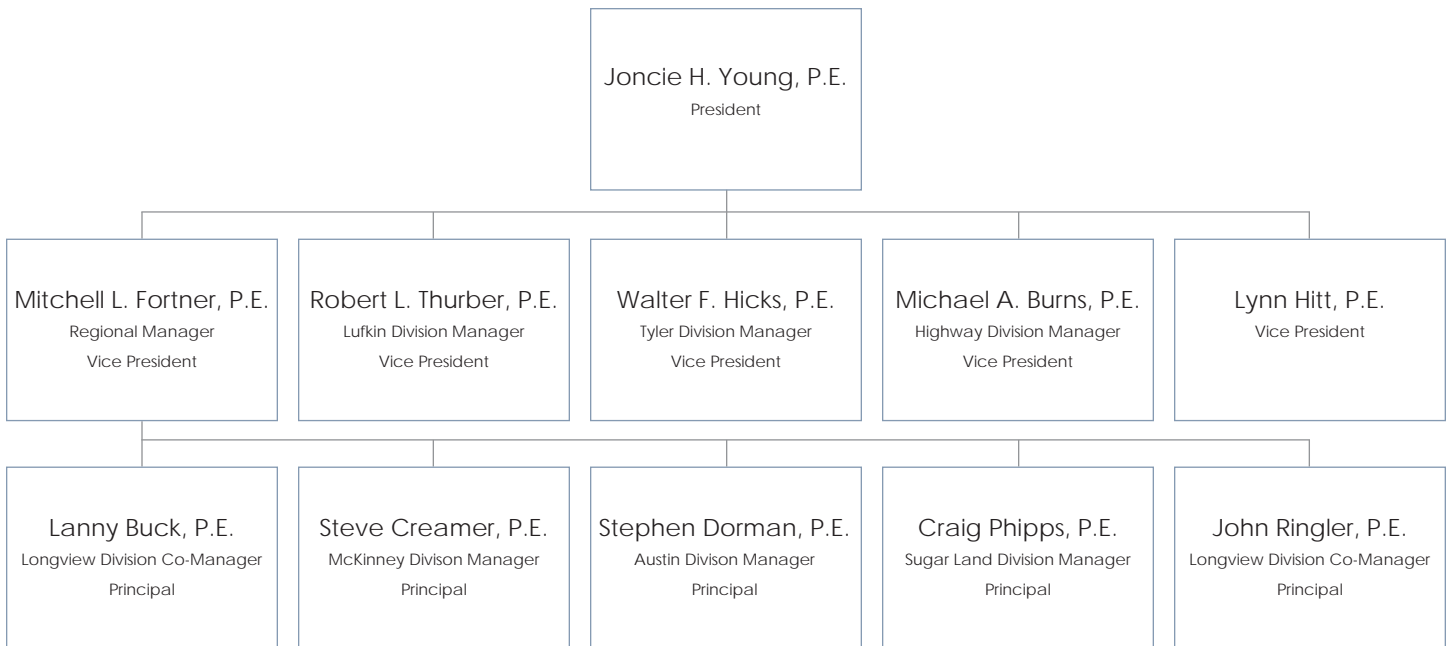 Joncie H. Young, P.E.
President
Mitchell L. Fortner, P.E.
Regional Manager
Vice President
Robert L. Thurber, P.E.
Lufkin Division Manager
Vice President
Walter F. Hicks, P.E.
Tyler Division Manager
Vice President
Michael A. Burns, P.E.
Highway Division Manager
Vice President
Lynn Hitt, P.E.
Vice President
Lanny Buck, P.E.
Longview Division Co-Manager
Principal
Steve Creamer, P.E.
McKinney Divison Manager
Principal
Stephen Dorman, P.E.
Austin Divison Manager
Principal
Craig Phipps, P.E.
Sugar Land Division Manager
Principal
John Ringler, P.E.
Longview Division Co-Manager
Principal